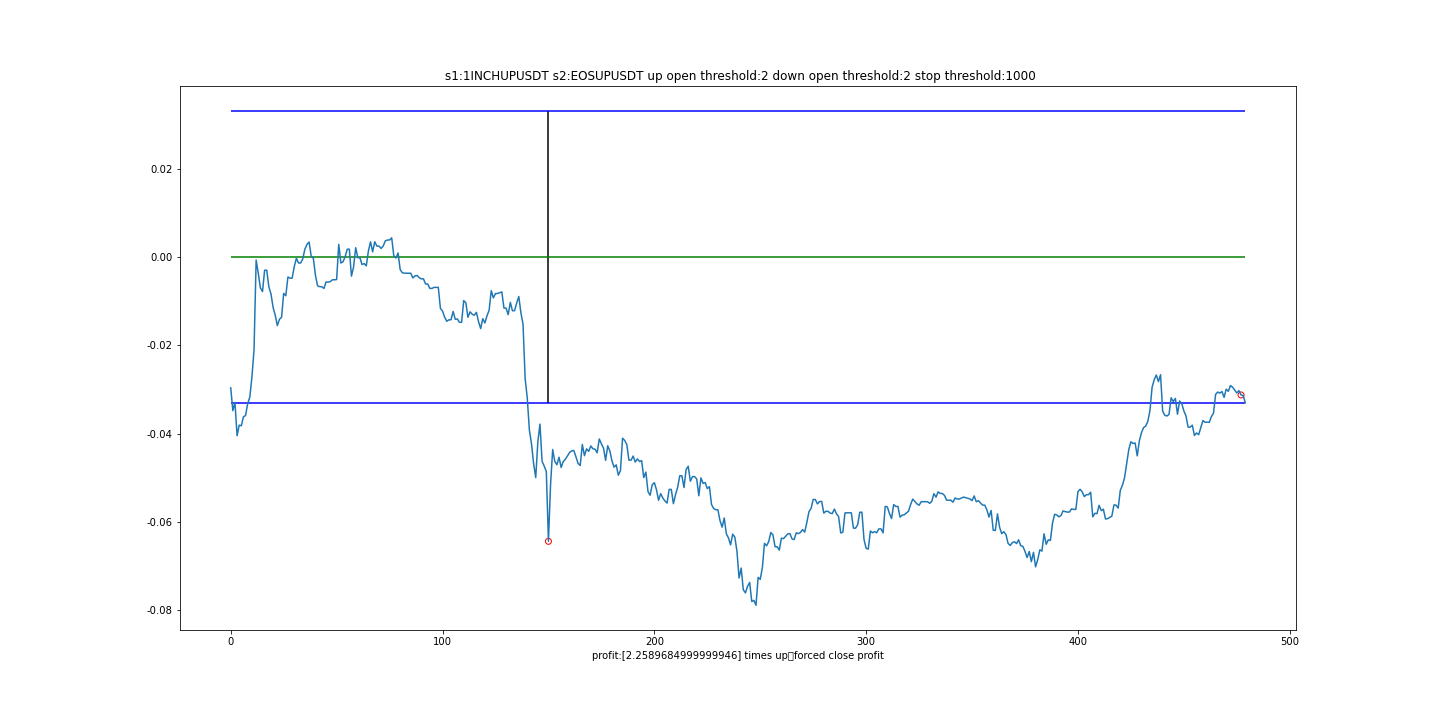 s1:1INCHUPUSDT s2:EOSUPUSDT up open threshold:2 down open threshold:2 stop threshold:1000
0.02
0.00
-0.02
-0.04
-0.06
-0.08
0 100 200 300 400 500
profit:[2.2589684999999946] times up▯forced close profit